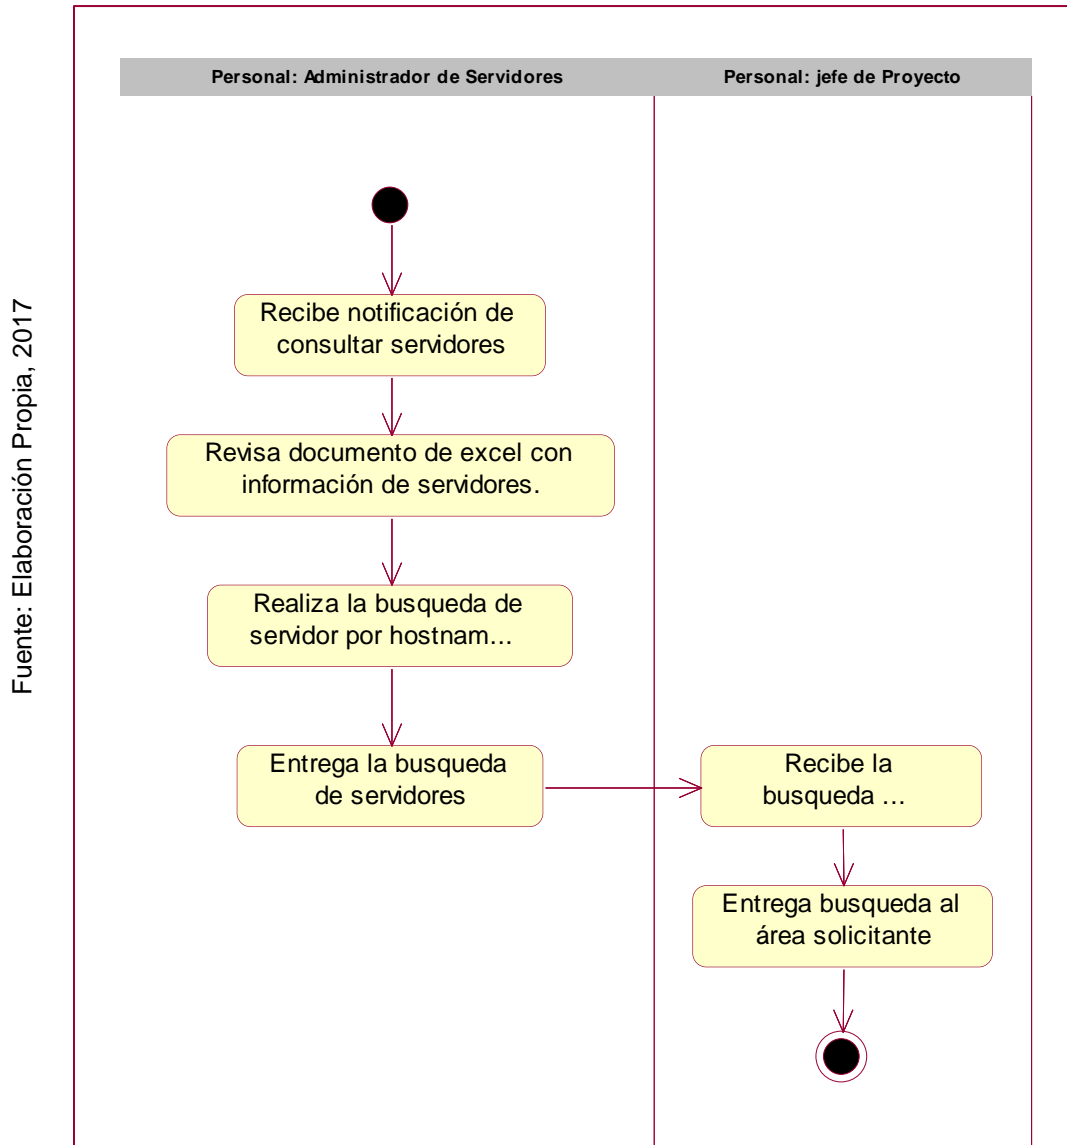 Personal: Administrador de Servidores
Personal: jefe de Proyecto
Recibe notificación de
consultar servidores
Revisa documento de excel con
información de servidores.
Realiza la busqueda de
servidor por hostnam...
Entrega la busqueda
de servidores
Recibe la
busqueda ...
Entrega busqueda al
área solicitante
Fuente: Elaboración Propia, 2017